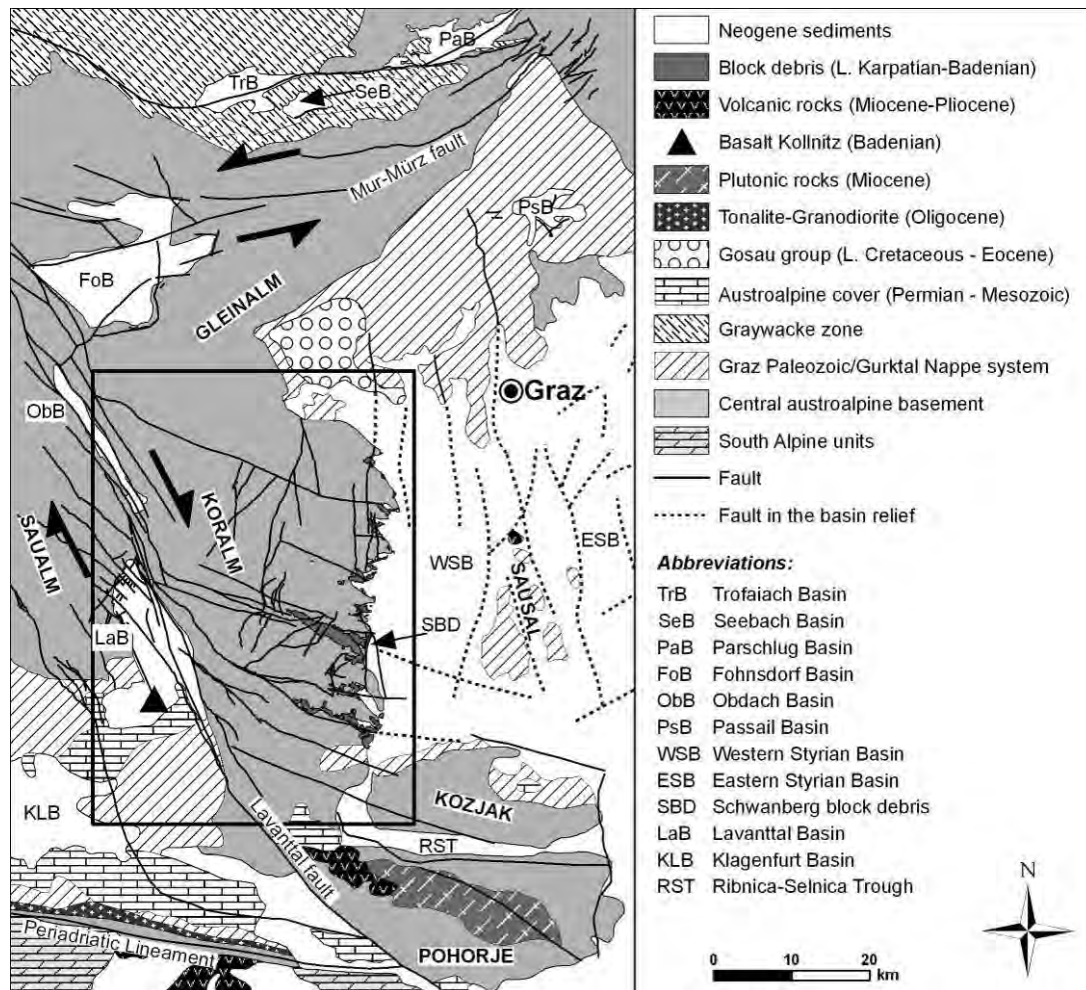 PaB
TrB
SeB
Mur-Mürz fault
PsB
FoB
GLEINALM
Graz
ObB
KORALM
SAUALM
WSB
ESB
SAUSAL
SBD
LaB
KLB
KOZJAK
RST
Lavanttal fault
POHORJE
Periadriatic Lineament
Neogene sediments
Block debris (L. Karpatian-Badenian)
Volcanic rocks (Miocene-Pliocene)
Basalt Kollnitz (Badenian)
Plutonic rocks (Miocene)
Tonalite-Granodiorite (Oligocene)
Gosau group (L. Cretaceous - Eocene)
Austroalpine cover (Permian - Mesozoic)
Graywacke zone
Graz Paleozoic/Gurktal Nappe system
Central austroalpine basement
South Alpine units
Fault
Fault in the basin relief
Abbreviations:
TrB Trofaiach Basin
SeB Seebach Basin
PaB Parschlug Basin
FoB Fohnsdorf Basin
ObB Obdach Basin
PsB Passail Basin
WSB Western Styrian Basin
ESB Eastern Styrian Basin
SBD Schwanberg block debris
LaB Lavanttal Basin
KLB Klagenfurt Basin
RST Ribnica-Selnica Trough
N
0 10 20
km